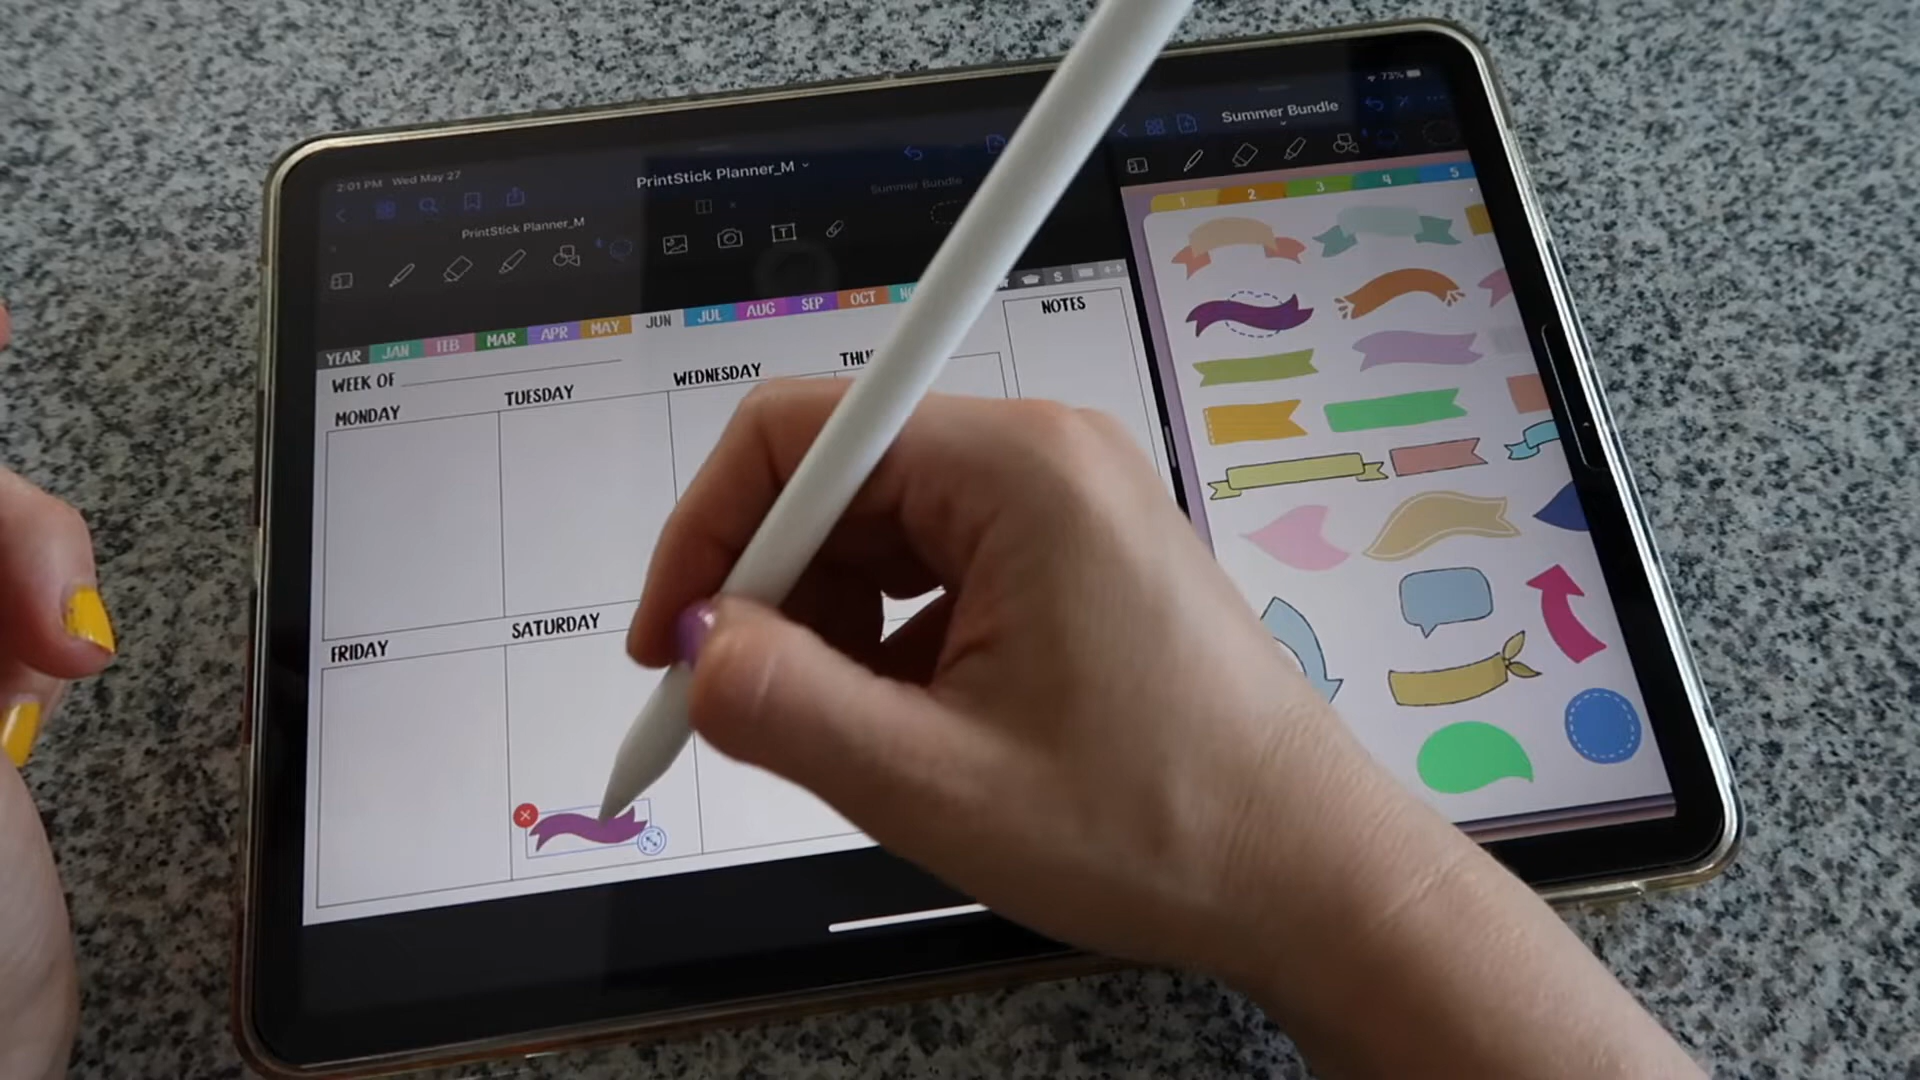 2:01 PM Wed May 27
PrintStick Planner_M
Summer Bundle
PrintStick Planner_M
T
YEAR JAN FEB MAR APR MAY JUN JUL AUG SEP OCT
S
WEEK OF
MONDAY
TUESDAY
WEDNESDAY
NOTES
FRIDAY
SATURDAY
73%
Summer Bundle
1 2 3 4 5